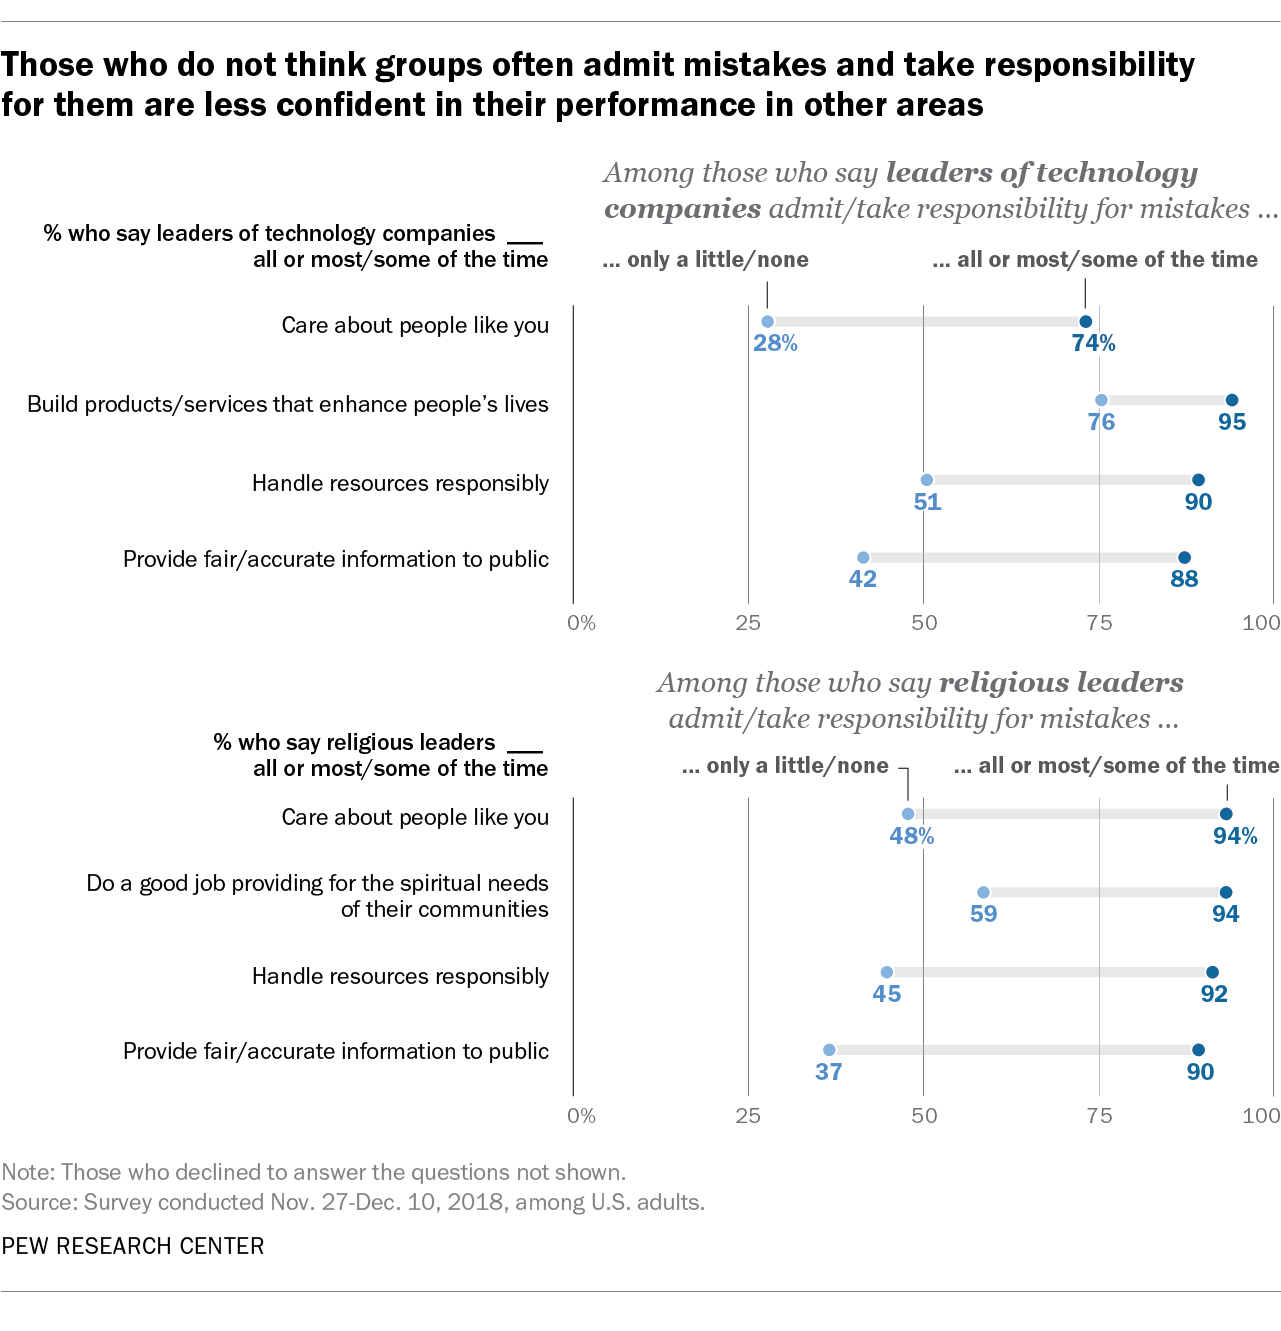 Those who do not think groups often admit mistakes and take responsibility
for them are less confident in their performance in other areas
Among those who say leaders of technology
companies admit/take responsibility for mistakes ...
% who say leaders of technology companies ___
all or most/some of the time
... only a little/none
... all or most/some of the time
Care about people like you
28%
74%
Build products/services that enhance people’s lives
76
95
Handle resources responsibly
51
90
Provide fair/accurate information to public
42
88
0%
25
50
75
100
Among those who say religious leaders
admit/take responsibility for mistakes ...
% who say religious leaders ___
all or most/some of the time
... only a little/none
... all or most/some of the time
Care about people like you
48%
94%
Do a good job providing for the spiritual needs
of their communities
59
94
Handle resources responsibly
45
92
Provide fair/accurate information to public
37
90
0%
25
50
75
100
Note: Those who declined to answer the questions not shown.
Source: Survey conducted Nov. 27-Dec. 10, 2018, among U.S. adults.
PEW RESEARCH CENTER